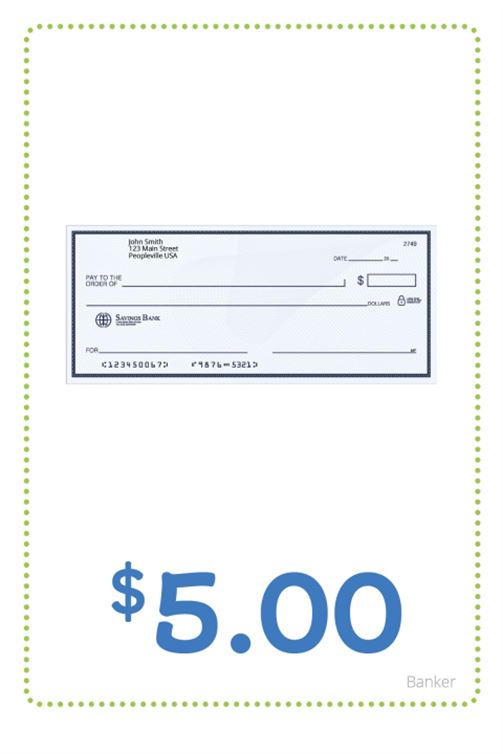 John Smith
123 Main Street
Peopleville USA
2749
DATE 20
PAY TO THE
ORDER OF $
DOLLARS
SAVINGS BANK
FOR MP
⑆123450067⑆ ⑈9876⑉5321⑆
$5.00
Banker